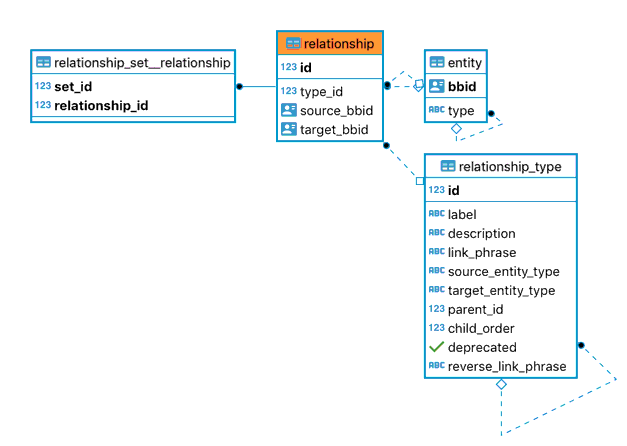 relationship_set__relationship
123 set_id
123 relationship_id
relationship
id
123 type_id
source_bbid
target_bbid
entity
bbid
ABC type
relationship_type
123 id
ABC label
ABC description
ABC link_phrase
ABC source_entity_type
ABC target_entity_type
123 parent_id
123 child_order
deprecated
ABC reverse_link_phrase